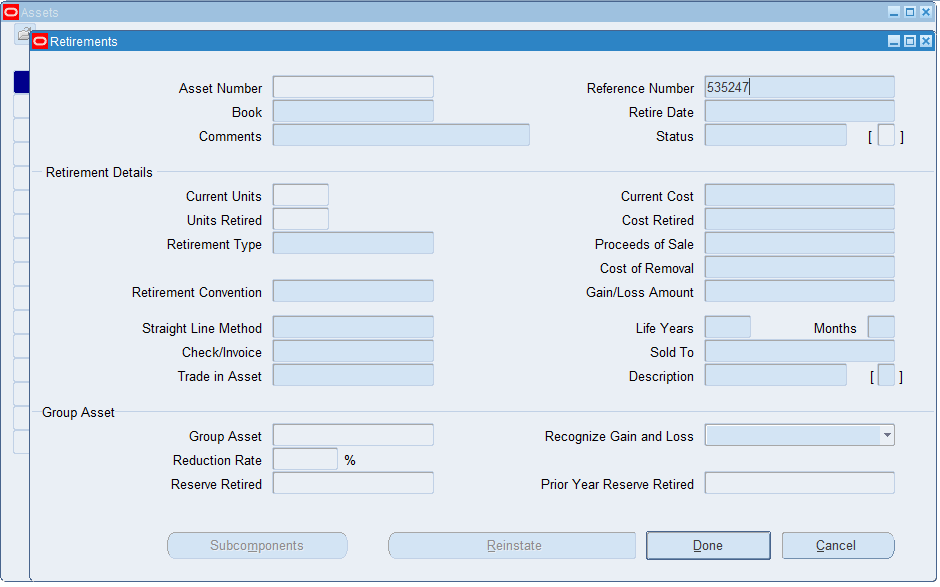 Assets
Retirements
Asset Number
Reference Number 535247
Book
Retire Date
Comments
Status [ ]
Retirement Details
Current Units
Current Cost
Units Retired
Cost Retired
Retirement Type
Proceeds of Sale
Cost of Removal
Retirement Convention
Gain/Loss Amount
Straight Line Method
Life Years Months
Check/Invoice
Sold To
Trade in Asset
Description [ ]
Group Asset
Group Asset
Recognize Gain and Loss
Reduction Rate %
Reserve Retired
Prior Year Reserve Retired
Subcomponents Reinstate Done Cancel